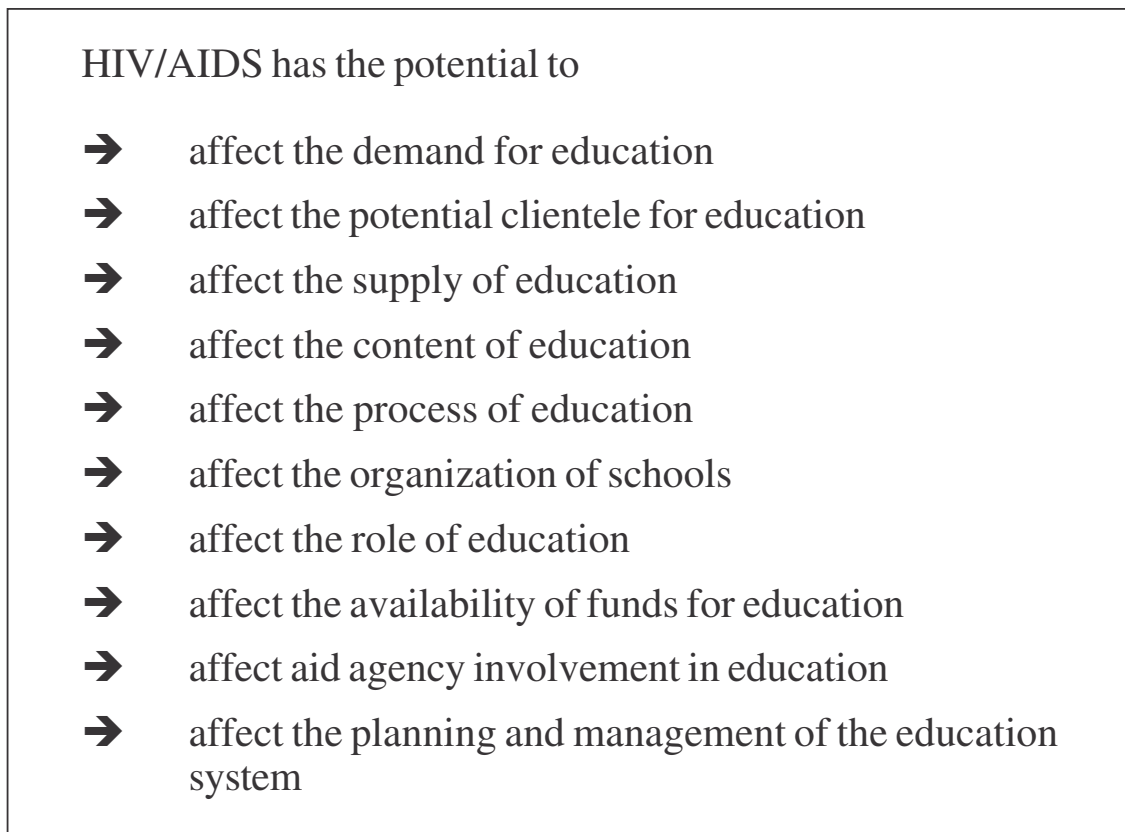 HIV/AIDS has the potential to
➔ affect the demand for education
➔ affect the potential clientele for education
➔ affect the supply of education
➔ affect the content of education
➔ affect the process of education
➔ affect the organization of schools
➔ affect the role of education
➔ affect the availability of funds for education
➔ affect aid agency involvement in education
➔ affect the planning and management of the education
system